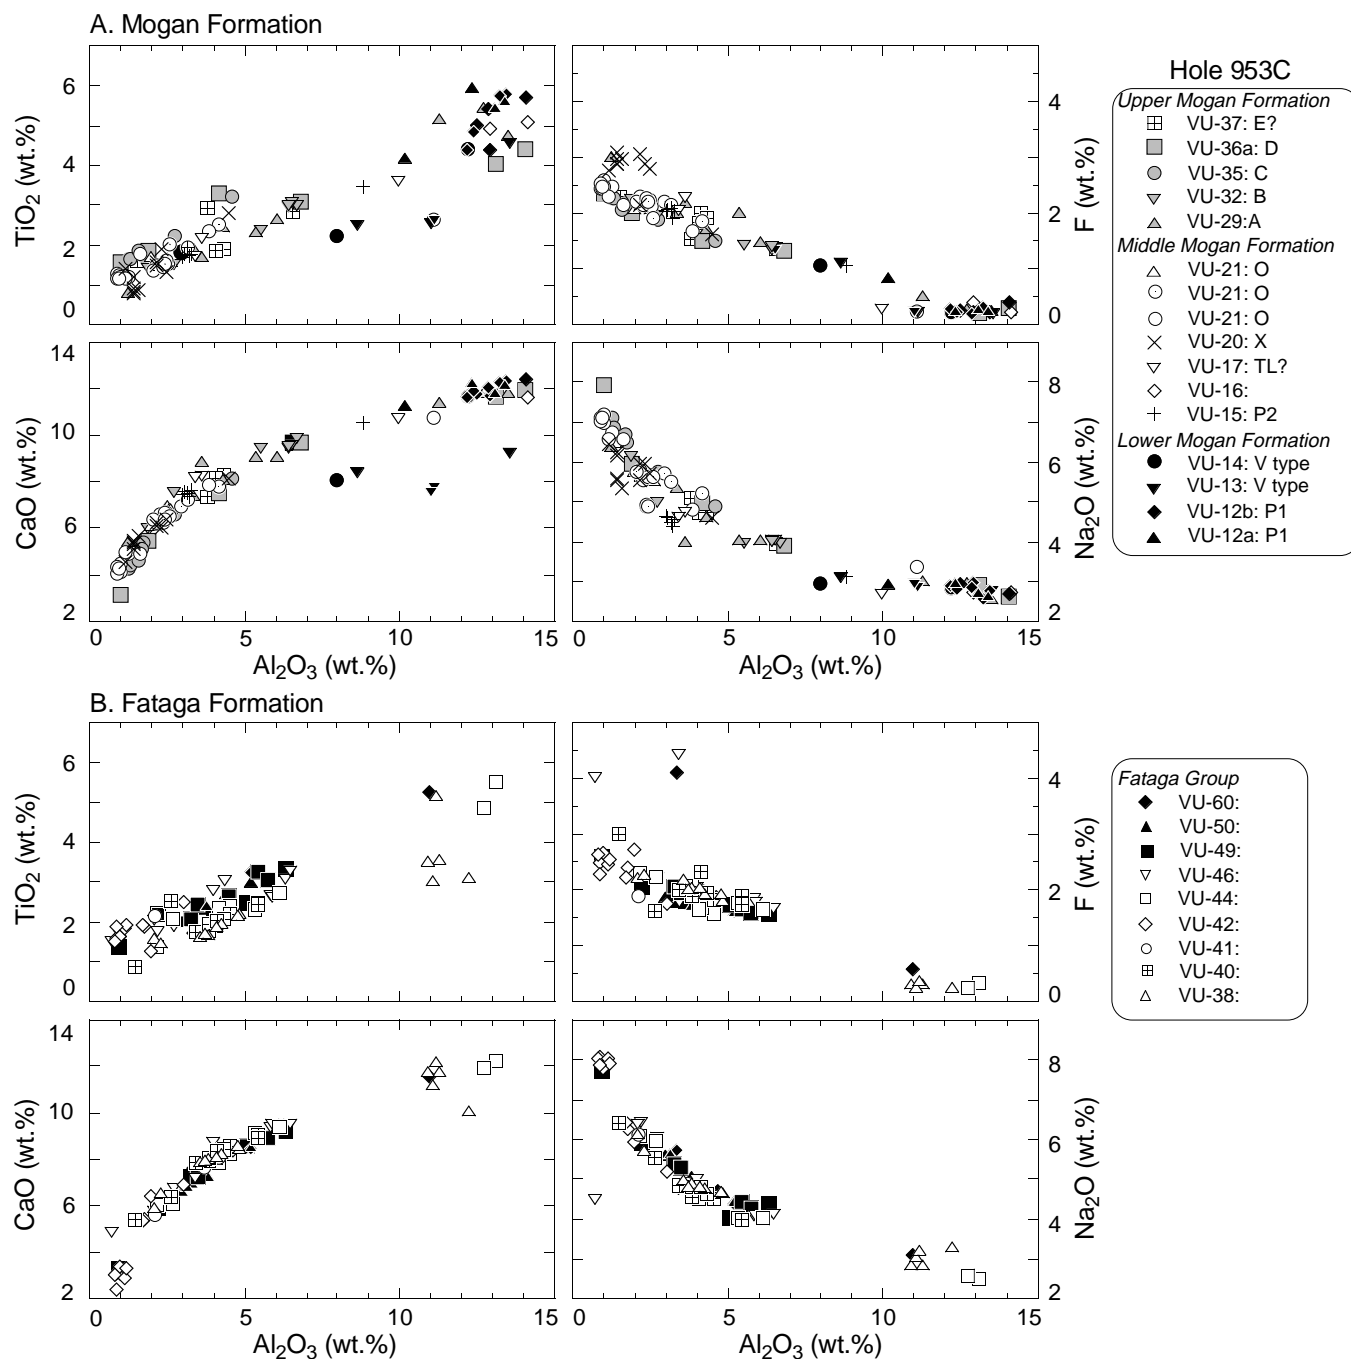 A. Mogan Formation
TiO2 (wt.%)
6
4
2
0
F (wt.%)
4
2
0
CaO (wt.%)
14
10
6
2
Na2O (wt.%)
8
6
4
2
0 5 10 15
0 5 10 15
Al2O3 (wt.%)
Al2O3 (wt.%)
Hole 953C
Upper Mogan Formation
VU-37: E?
VU-36a: D
VU-35: C
VU-32: B
VU-29:A
Middle Mogan Formation
VU-21: O
VU-21: O
VU-21: O
VU-20: X
VU-17: TL?
VU-16:
VU-15: P2
Lower Mogan Formation
VU-14: V type
VU-13: V type
VU-12b: P1
VU-12a: P1
B. Fataga Formation
TiO2 (wt.%)
6
4
2
0
F (wt.%)
4
2
0
CaO (wt.%)
14
10
6
2
Na2O (wt.%)
8
6
4
2
0 5 10 15
0 5 10 15
Al2O3 (wt.%)
Al2O3 (wt.%)
Fataga Group
VU-60:
VU-50:
VU-49:
VU-46:
VU-44:
VU-42:
VU-41:
VU-40:
VU-38: